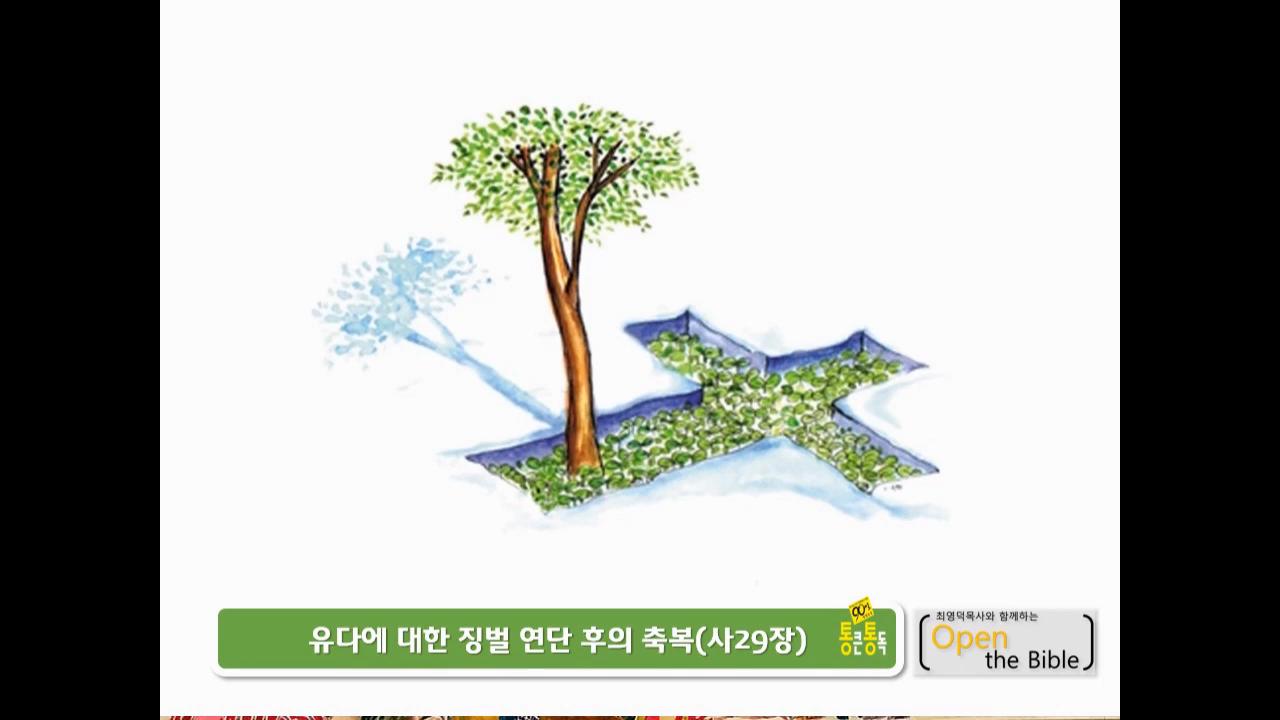 유다에 대한 징벌 연단 후의 축복(사29장)
통큰통독
최영덕목사와 함께하는
Open
the Bible